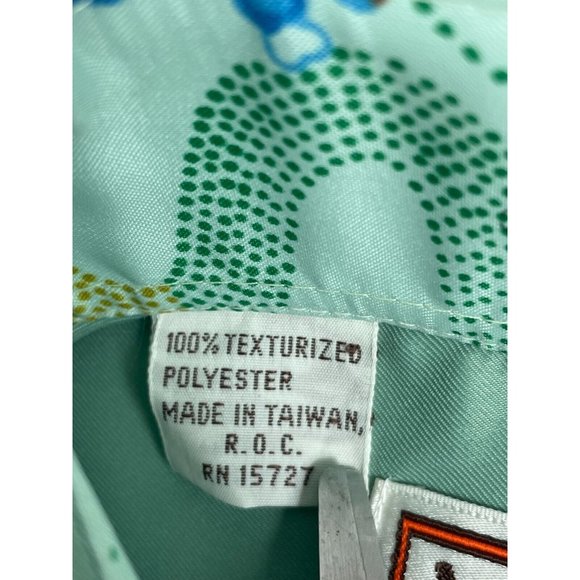 100% TEXTURIZED
POLYESTER
MADE IN TAIWAN,
R.O.C.
RN 15727